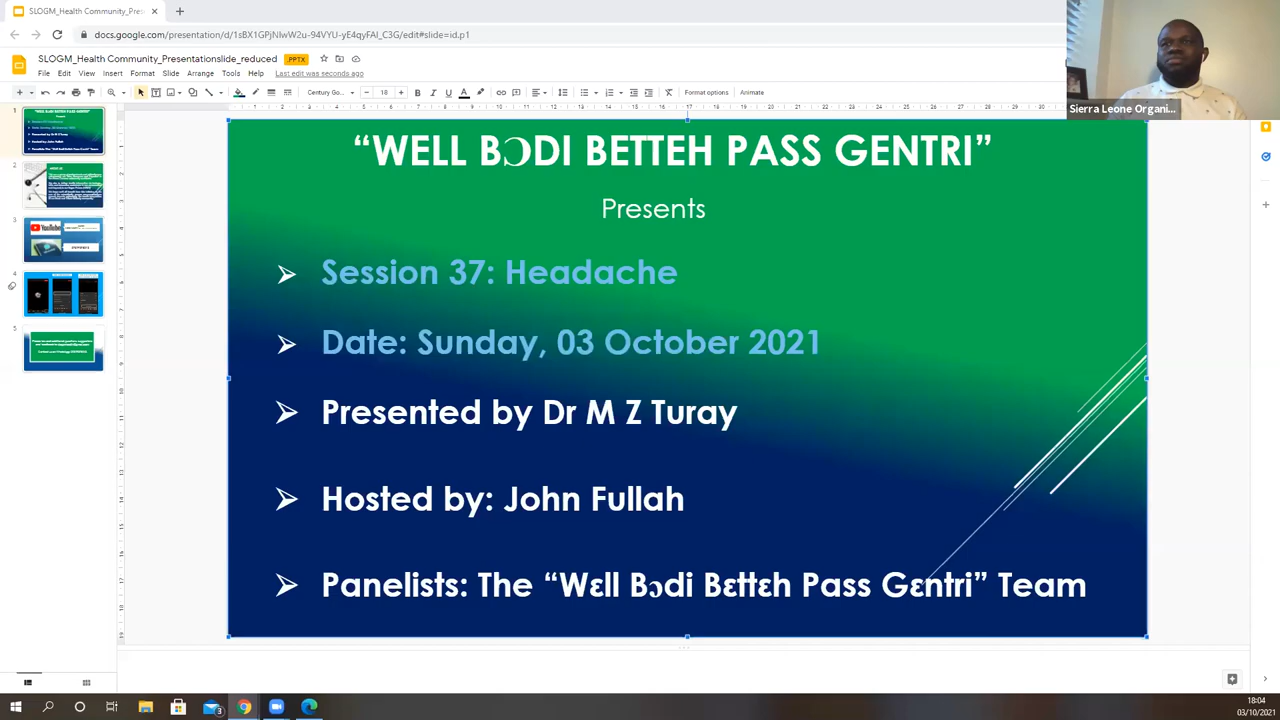 SLOGM_Health Community_Pres
docs.google.com/presentation/d/1sBX1GPjNIwW2u-94VYU-yE4qyFAI_C3G/edit#slide=id.p1
SLOGM_Health Community_Presentationslide_reduced .PPTX
File Edit View Insert Format Slide Arrange Tools Help Last edit was seconds ago
Century Go... 18 Format options Animate
Sierra Leone Organi...
“WELL BƆDI BETTEH PASS GENTRI”
Presents
Session 37: Headache
Date: Sunday, 03 October 2021
Presented by Dr M Z Turay
Hosted by: John Fullah
Panelists: The “Wɛll Bɔdi Bɛttɛh Pass Gɛntri” Team
YouTube
18:04
03/10/2021